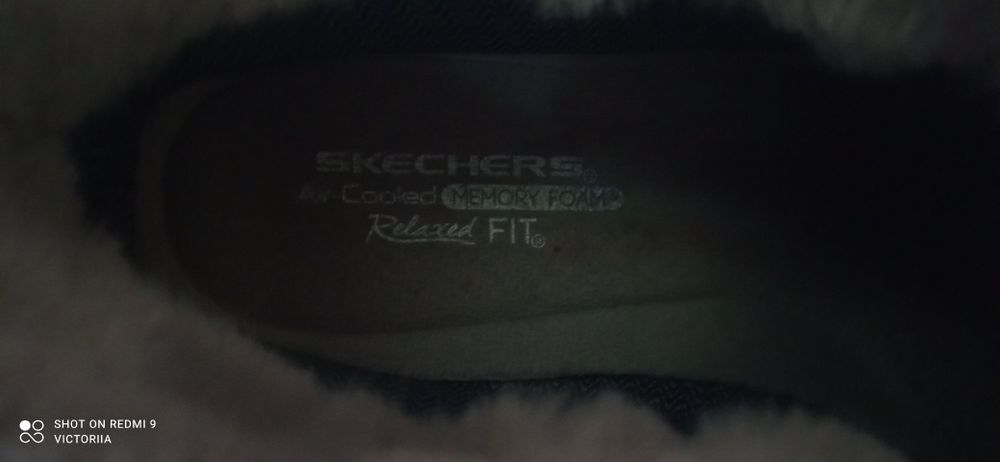 SKECHERS®
Air-Cooled MEMORY FOAM®
Relaxed FIT®
SHOT ON REDMI 9
VICTORIIA